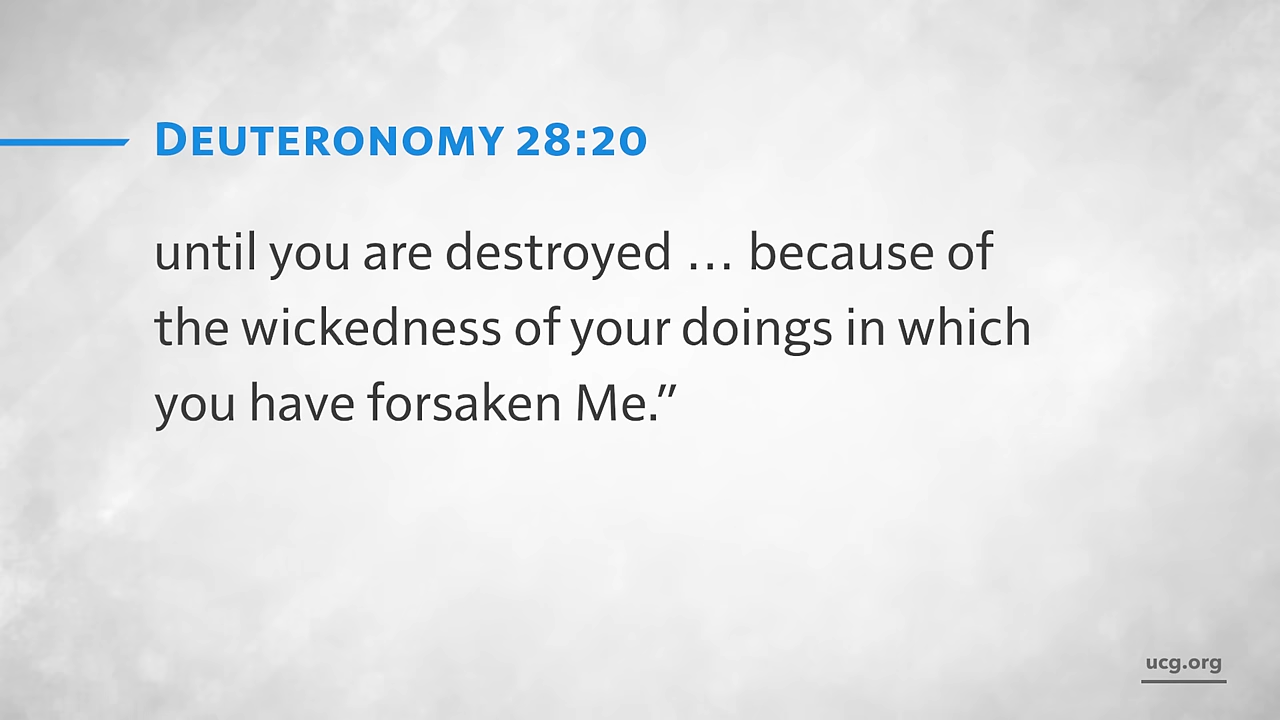 Deuteronomy 28:20
until you are destroyed … because of
the wickedness of your doings in which
you have forsaken Me.”
ucg.org